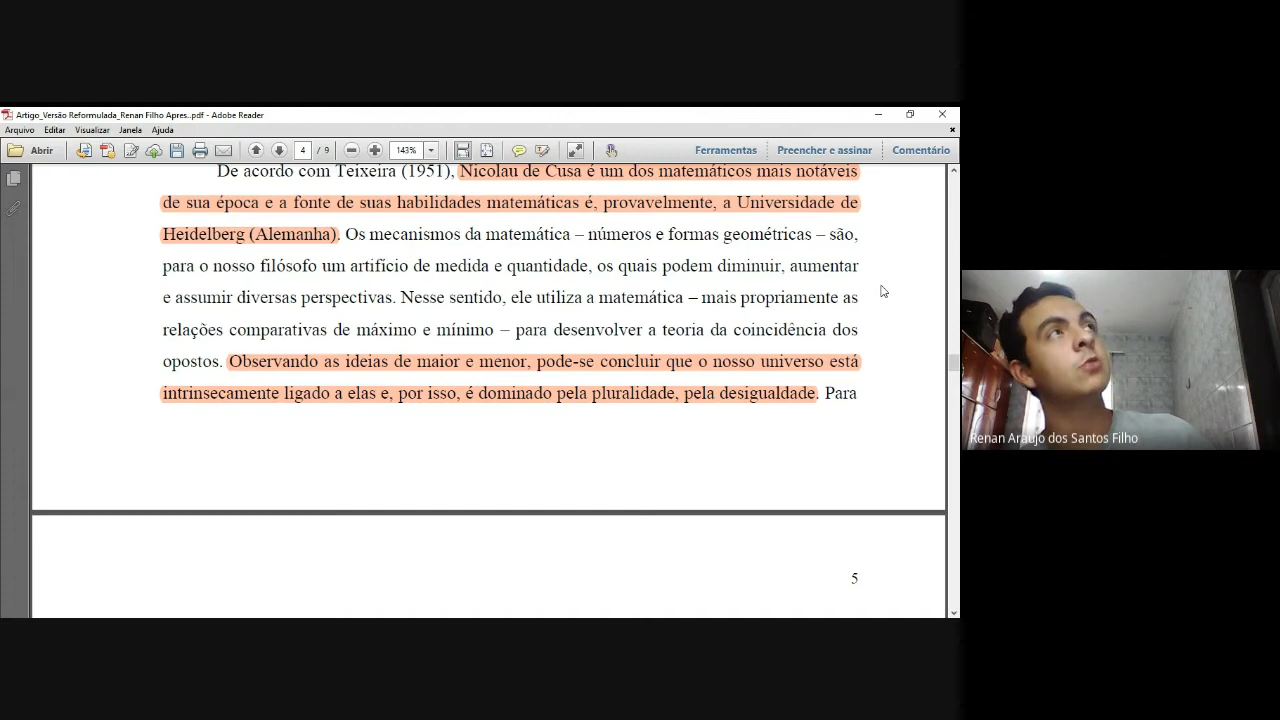 Artigo_Versão Reformulada_Renan Filho Apres..pdf - Adobe Reader
Arquivo Editar Visualizar Janela Ajuda
Abrir 4 / 9 143% Ferramentas Preencher e assinar Comentário
De acordo com Teixeira (1951), Nicolau de Cusa é um dos matemáticos mais notáveis
de sua época e a fonte de suas habilidades matemáticas é, provavelmente, a Universidade de
Heidelberg (Alemanha). Os mecanismos da matemática – números e formas geométricas – são,
para o nosso filósofo um artifício de medida e quantidade, os quais podem diminuir, aumentar
e assumir diversas perspectivas. Nesse sentido, ele utiliza a matemática – mais propriamente as
relações comparativas de máximo e mínimo – para desenvolver a teoria da coincidência dos
opostos. Observando as ideias de maior e menor, pode-se concluir que o nosso universo está
intrinsecamente ligado a elas e, por isso, é dominado pela pluralidade, pela desigualdade. Para
5
Renan Araujo dos Santos Filho